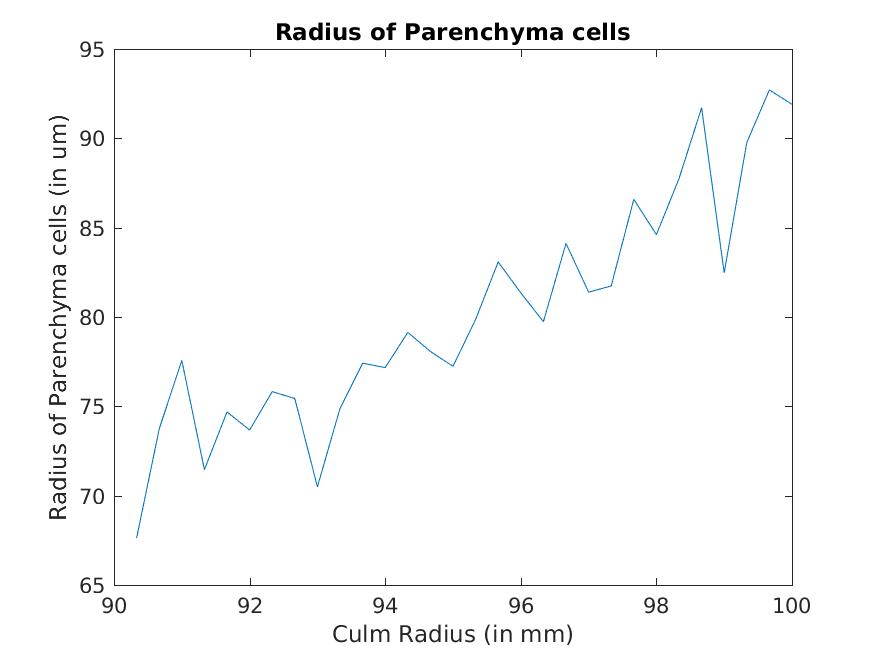 Radius of Parenchyma cells
95
90
85
80
75
70
65
Radius of Parenchyma cells (in um)
90 92 94 96 98 100
Culm Radius (in mm)